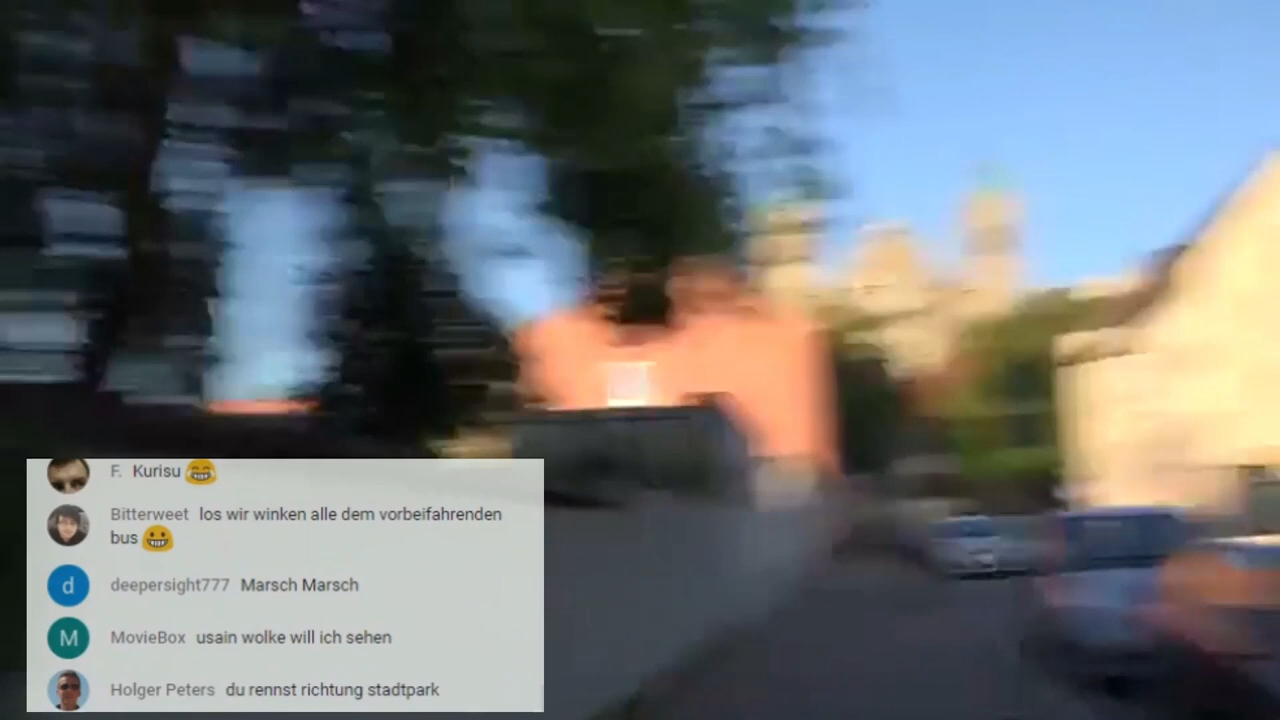 F. Kurisu 😂
Bitterweet los wir winken alle dem vorbeifahrenden
bus 😀
d deepersight777 Marsch Marsch
M MovieBox usain wolke will ich sehen
Holger Peters du rennst richtung stadtpark